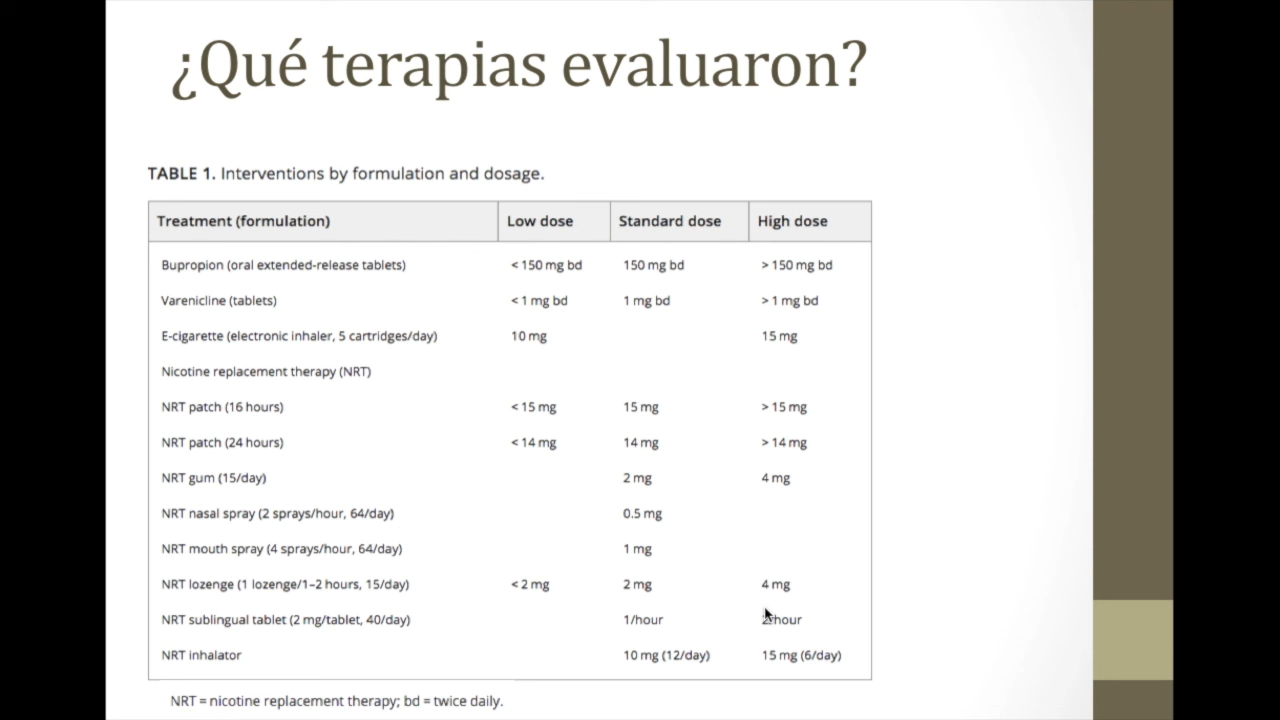 ¿Qué terapias evaluaron?
TABLE 1. Interventions by formulation and dosage.
Treatment (formulation) Low dose Standard dose High dose
Bupropion (oral extended-release tablets) < 150 mg bd 150 mg bd > 150 mg bd
Varenicline (tablets) < 1 mg bd 1 mg bd > 1 mg bd
E-cigarette (electronic inhaler, 5 cartridges/day) 10 mg 15 mg
Nicotine replacement therapy (NRT)
NRT patch (16 hours) < 15 mg 15 mg > 15 mg
NRT patch (24 hours) < 14 mg 14 mg > 14 mg
NRT gum (15/day) 2 mg 4 mg
NRT nasal spray (2 sprays/hour, 64/day) 0.5 mg
NRT mouth spray (4 sprays/hour, 64/day) 1 mg
NRT lozenge (1 lozenge/1–2 hours, 15/day) < 2 mg 2 mg 4 mg
NRT sublingual tablet (2 mg/tablet, 40/day) 1/hour 2/hour
NRT inhalator 10 mg (12/day) 15 mg (6/day)
NRT = nicotine replacement therapy; bd = twice daily.